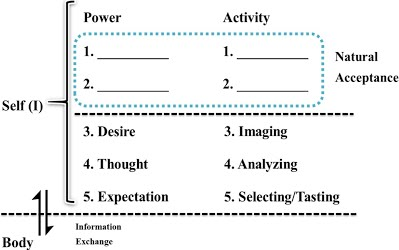 Power Activity
1. __________ 1. __________
Natural
2. __________ 2. __________
Acceptance
Self (I)
3. Desire 3. Imaging
4. Thought 4. Analyzing
5. Expectation 5. Selecting/Tasting
Information
Body Exchange